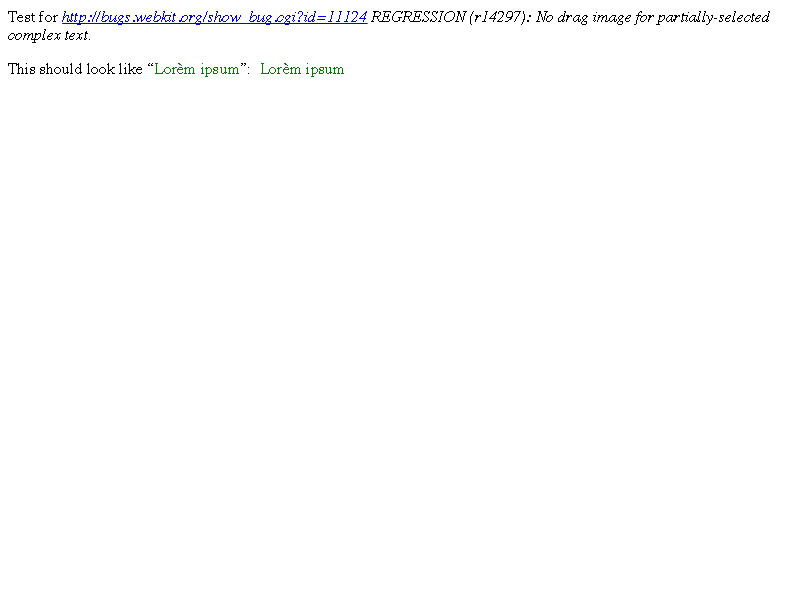 Test for http://bugs.webkit.org/show_bug.cgi?id=11124 REGRESSION (r14297): No drag image for partially-selected
complex text.
This should look like “Lorèm ipsum”: Lorèm ipsum